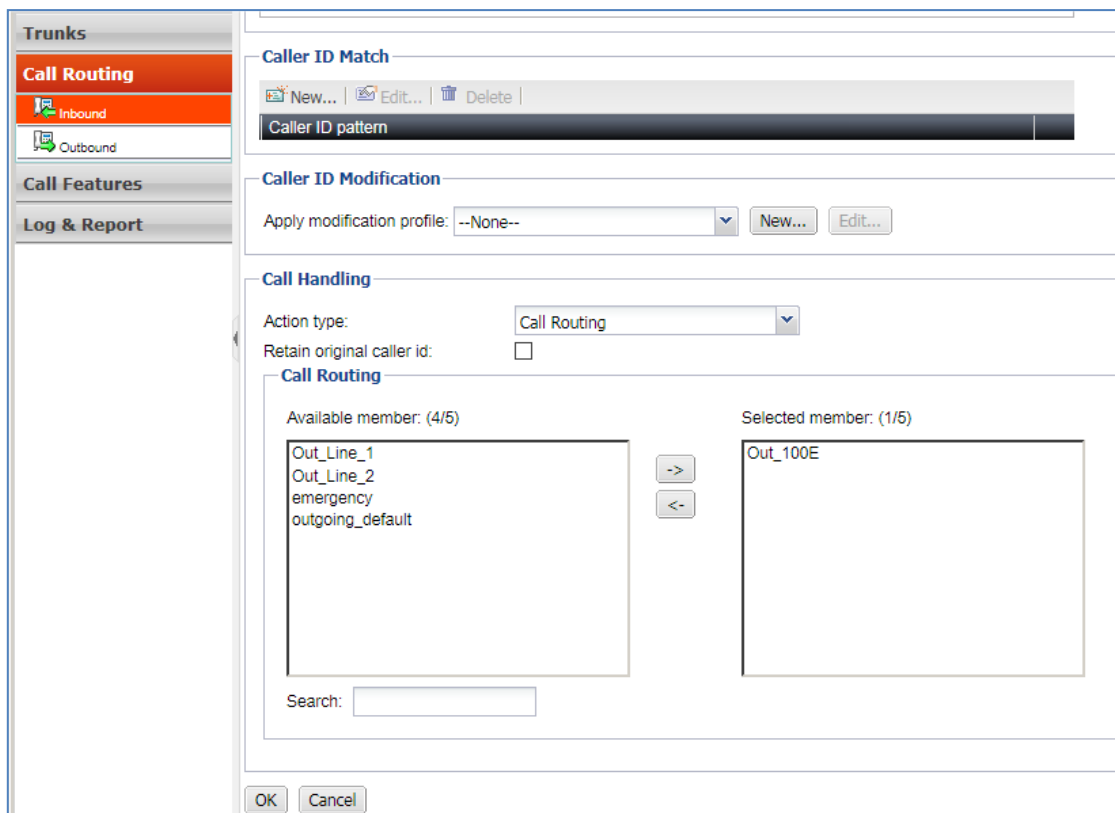 Trunks
Call Routing
Inbound
Outbound
Call Features
Log & Report
Caller ID Match
New... | Edit... | Delete |
Caller ID pattern
Caller ID Modification
Apply modification profile: --None-- New... Edit...
Call Handling
Action type: Call Routing
Retain original caller id:
Call Routing
Available member: (4/5) Selected member: (1/5)
Out_Line_1 Out_100E
Out_Line_2
->
emergency
<-
outgoing_default
Search:
OK Cancel